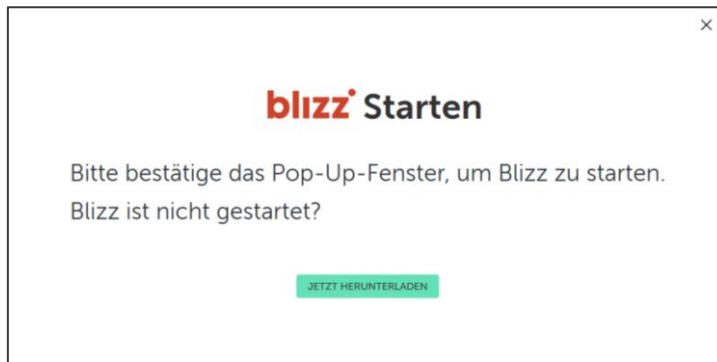 blizz Starten
Bitte bestätige das Pop-Up-Fenster, um Blizz zu starten.
Blizz ist nicht gestartet?
JETZT HERUNTERLADEN